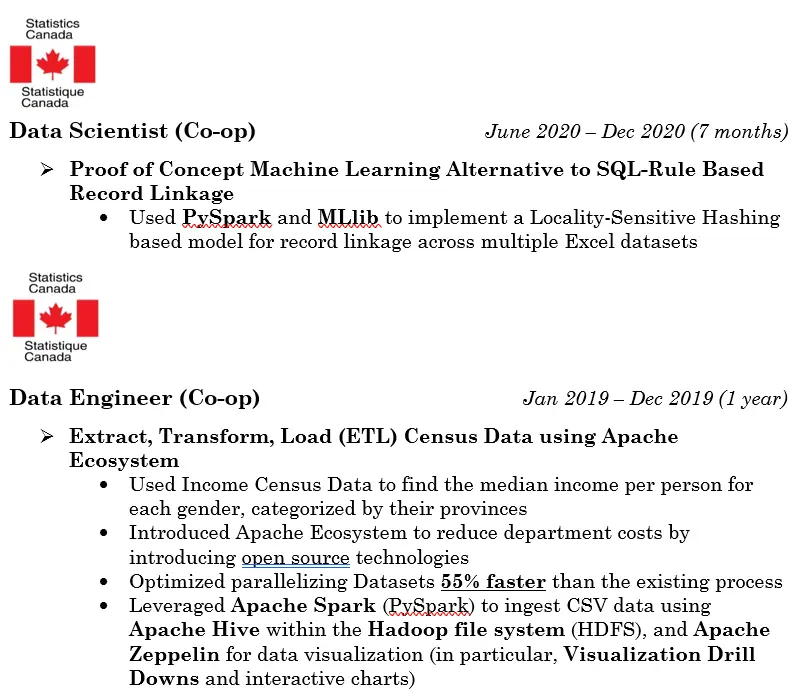 Statistics
Canada
Statistique
Canada
Data Scientist (Co-op) June 2020 – Dec 2020 (7 months)
➢ Proof of Concept Machine Learning Alternative to SQL-Rule Based
Record Linkage
• Used PySpark and MLlib to implement a Locality-Sensitive Hashing
based model for record linkage across multiple Excel datasets
Statistics
Canada
Statistique
Canada
Data Engineer (Co-op) Jan 2019 – Dec 2019 (1 year)
➢ Extract, Transform, Load (ETL) Census Data using Apache
Ecosystem
• Used Income Census Data to find the median income per person for
each gender, categorized by their provinces
• Introduced Apache Ecosystem to reduce department costs by
introducing open source technologies
• Optimized parallelizing Datasets 55% faster than the existing process
• Leveraged Apache Spark (PySpark) to ingest CSV data using
Apache Hive within the Hadoop file system (HDFS), and Apache
Zeppelin for data visualization (in particular, Visualization Drill
Downs and interactive charts)